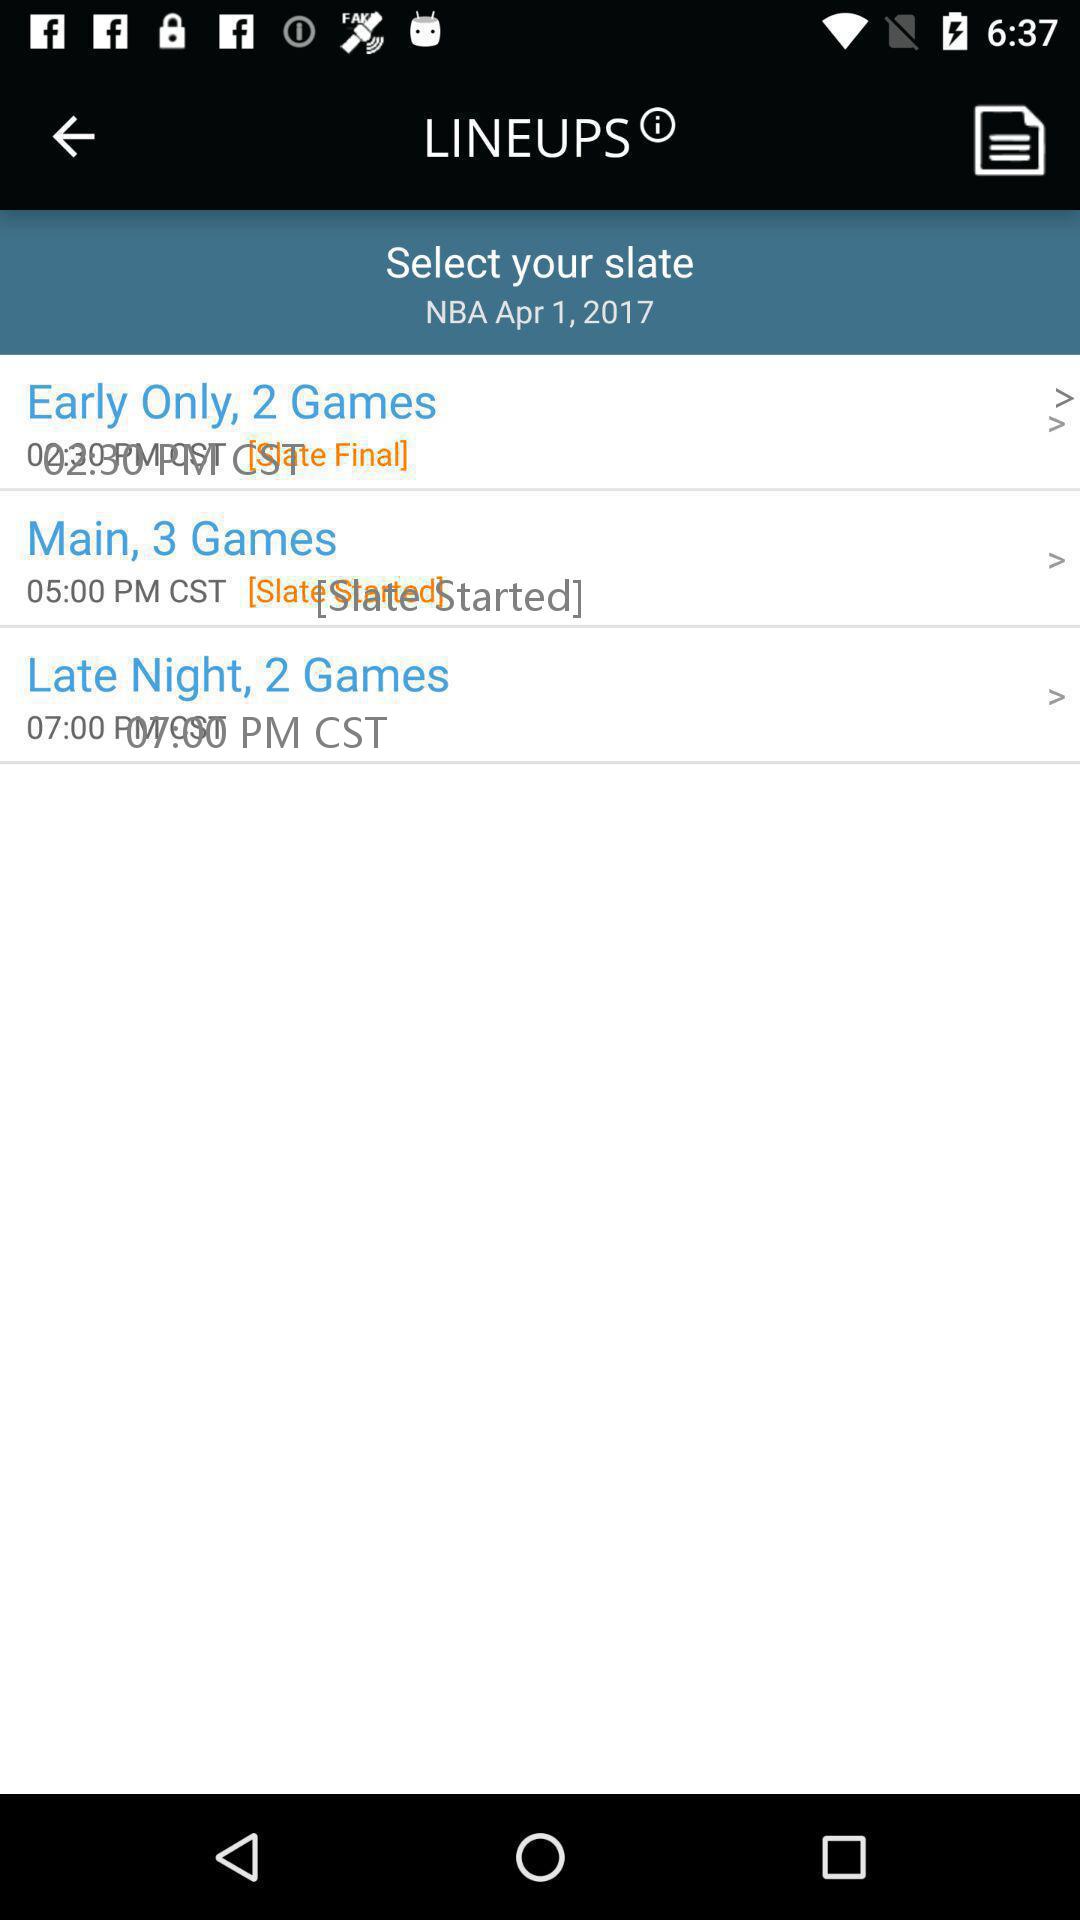 FAKE
6:37
LINEUPS
Select your slate
NBA Apr 1, 2017
Early Only, 2 Games
>
>
02:30 PM CST [Slate Final]
02:30 PM CST
Main, 3 Games
>
05:00 PM CST [Slate Started]
[Slate Started]
Late Night, 2 Games
>
07:00 PM CST
07:00 PM CST